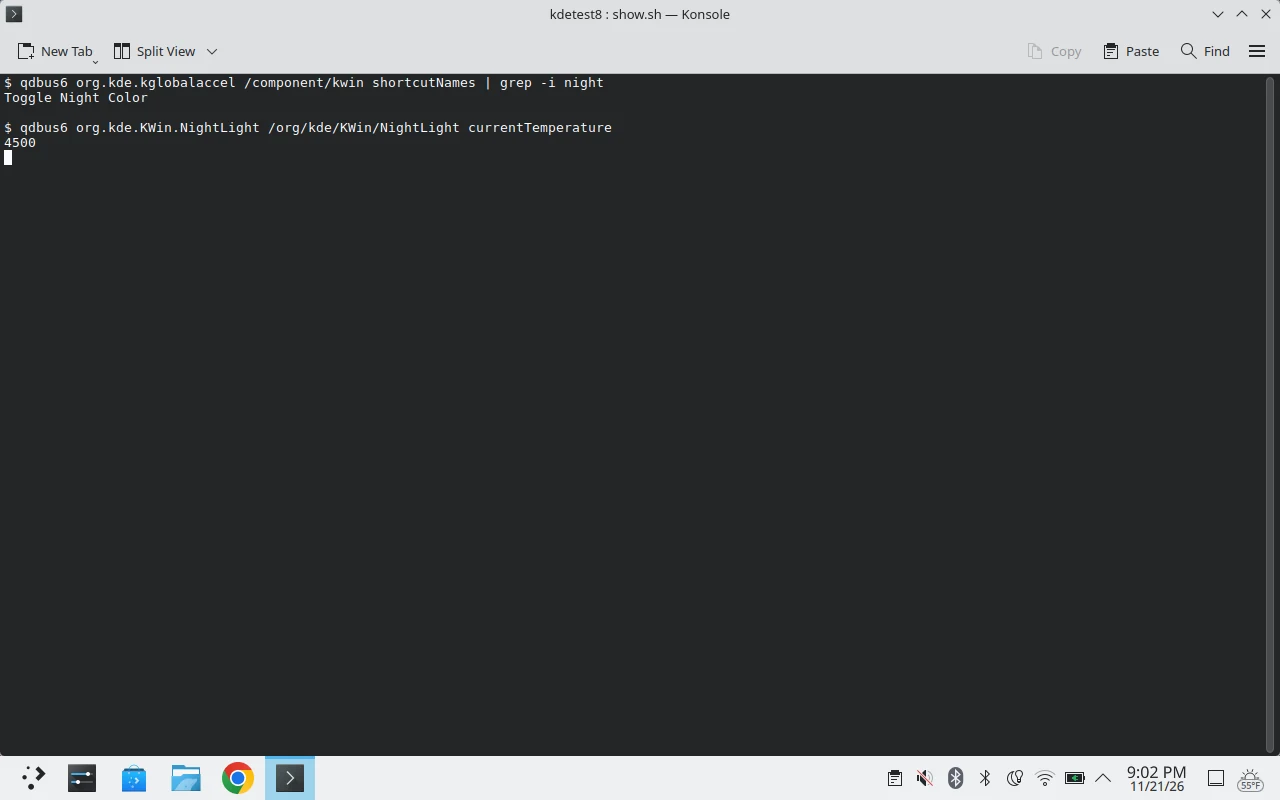 kdetest8 : show.sh — Konsole
New Tab
Split View
Copy
Paste
Find
$ qdbus6 org.kde.kglobalaccel /component/kwin shortcutNames | grep -i night
Toggle Night Color
$ qdbus6 org.kde.KWin.NightLight /org/kde/KWin/NightLight currentTemperature
4500
9:02 PM
11/21/26
55°F